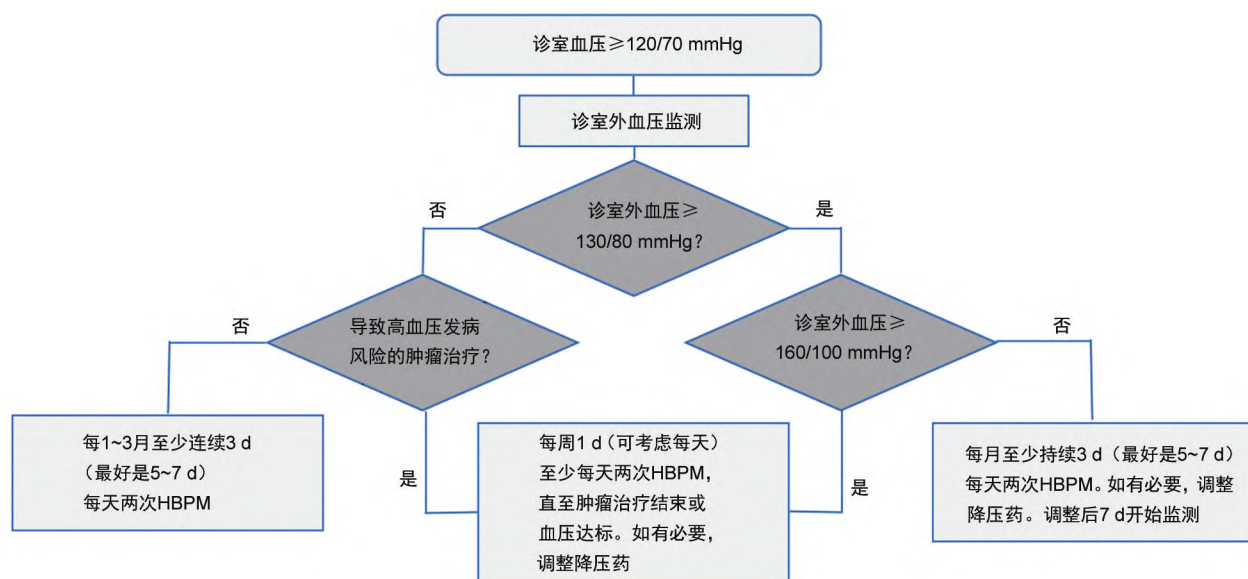 诊室血压≥120/70 mmHg
诊室外血压监测
诊室外血压≥
130/80 mmHg？
否
是
导致高血压发病
风险的肿瘤治疗？
诊室外血压≥
160/100 mmHg？
否
是
是
否
每1~3月至少连续3 d
（最好是5~7 d）
每天两次HBPM
每周1 d（可考虑每天）
至少每天两次HBPM，
直至肿瘤治疗结束或
血压达标。如有必要，
调整降压药
每月至少持续3 d（最好是5~7 d）
每天两次HBPM。如有必要，调整
降压药。调整后7 d开始监测